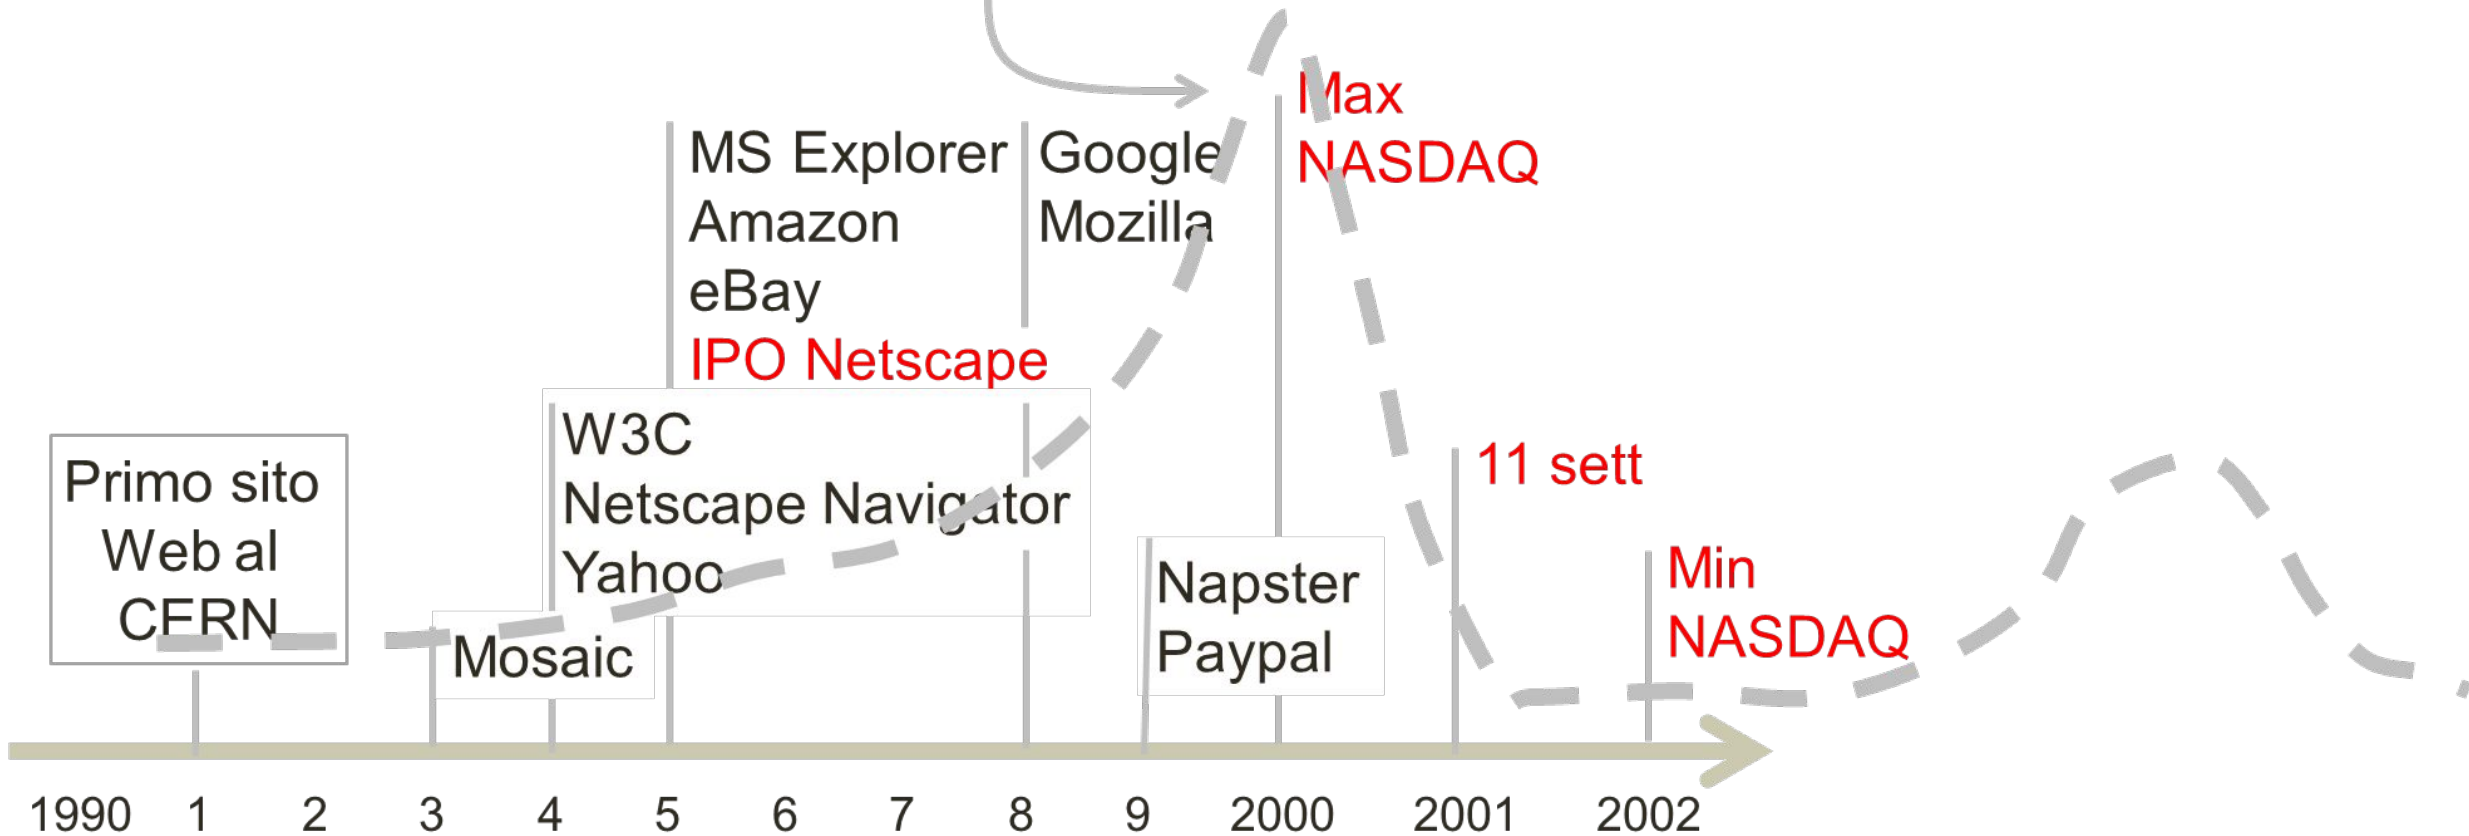 Max
NASDAQ
MS Explorer
Amazon
eBay
IPO Netscape
Google
Mozilla
W3C
Netscape Navigator
Yahoo
Primo sito
Web al
CERN
Mosaic
Napster
Paypal
11 sett
Min
NASDAQ
1990 1 2 3 4 5 6 7 8 9 2000 2001 2002